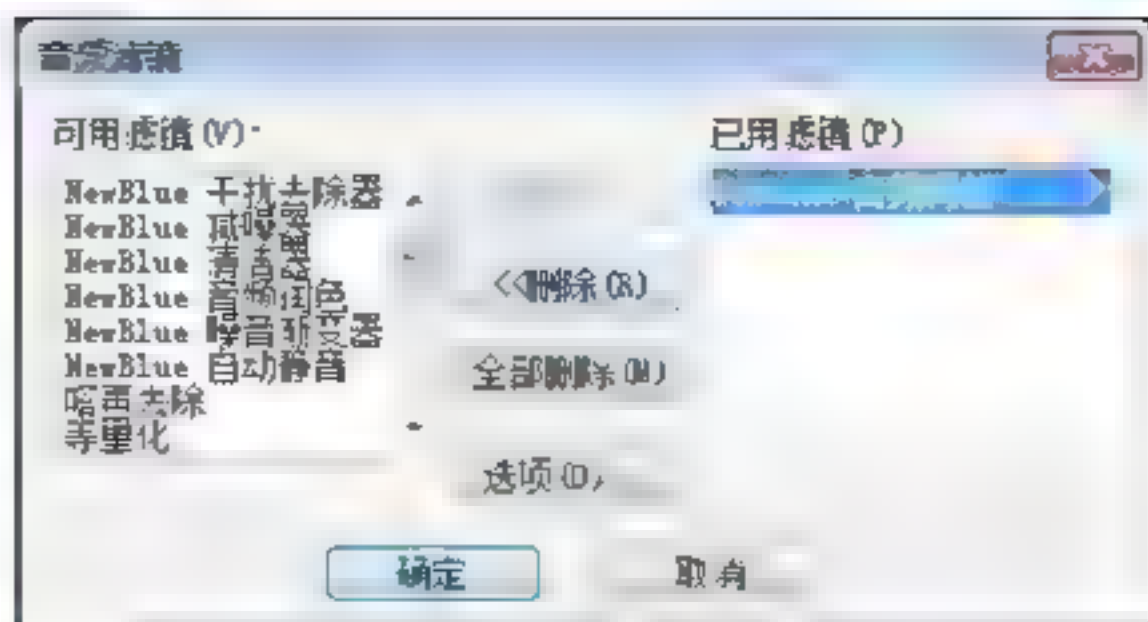 音频滤镜
可用滤镜(V):
NewBlue 干扰去除器
NewBlue 减噪器
NewBlue 清音器
NewBlue 音频润色
NewBlue 噪音渐变器
NewBlue 自动静音
嗒声去除
等量化
<<删除(R)
全部删除(M)
选项(O)
已用滤镜(P)
确定
取消